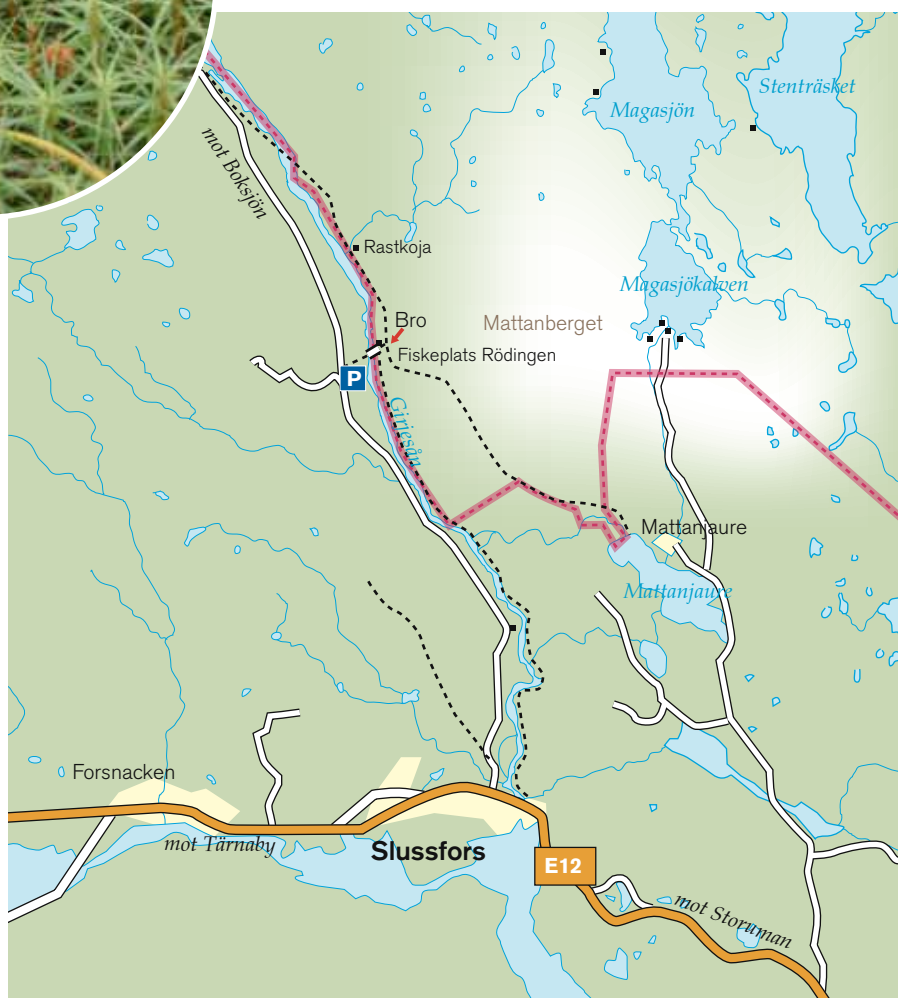 Stenträsket
Magasjön
mot Boksjön
Rastkoja
Magasjökalven
Bro
Mattanberget
Fiskeplats Rödingen
P
Girjesån
Mattanjaure
Mattanjaure
Forsnacken
mot Tärnaby
Slussfors
E12
mot Storuman